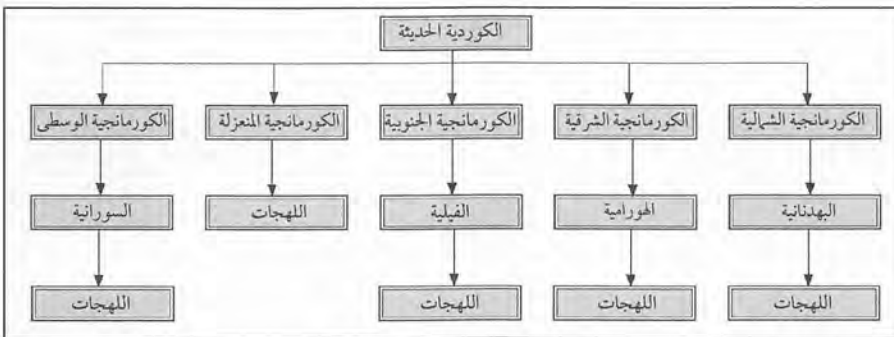 الكوردية الحديثة
الكورمانجية الشمالية
الكورمانجية الشرقية
الكورمانجية الجنوبية
الكورمانجية المنعزلة
الكورمانجية الوسطى
البهدنانية
الهورامية
الفيلية
اللهجات
السورانية
اللهجات
اللهجات
اللهجات
اللهجات